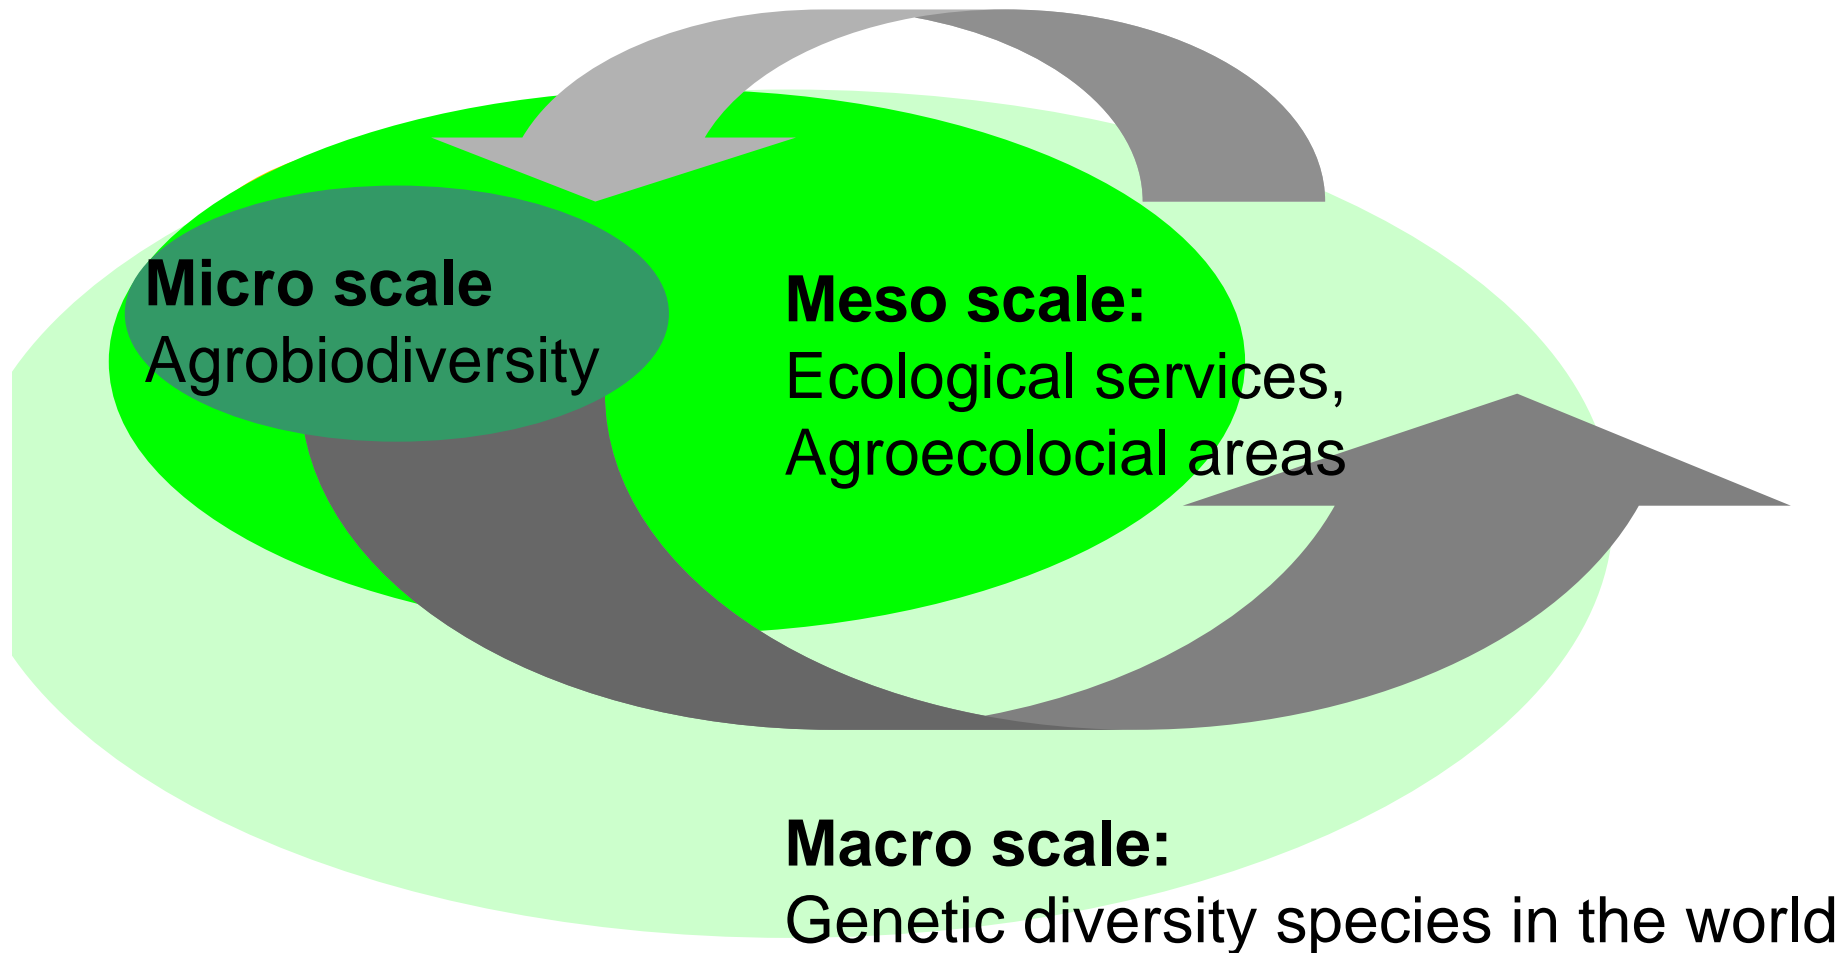 Micro scale
Agrobiodiversity
Meso scale:
Ecological services,
Agroecolocial areas
Macro scale:
Genetic diversity species in the world